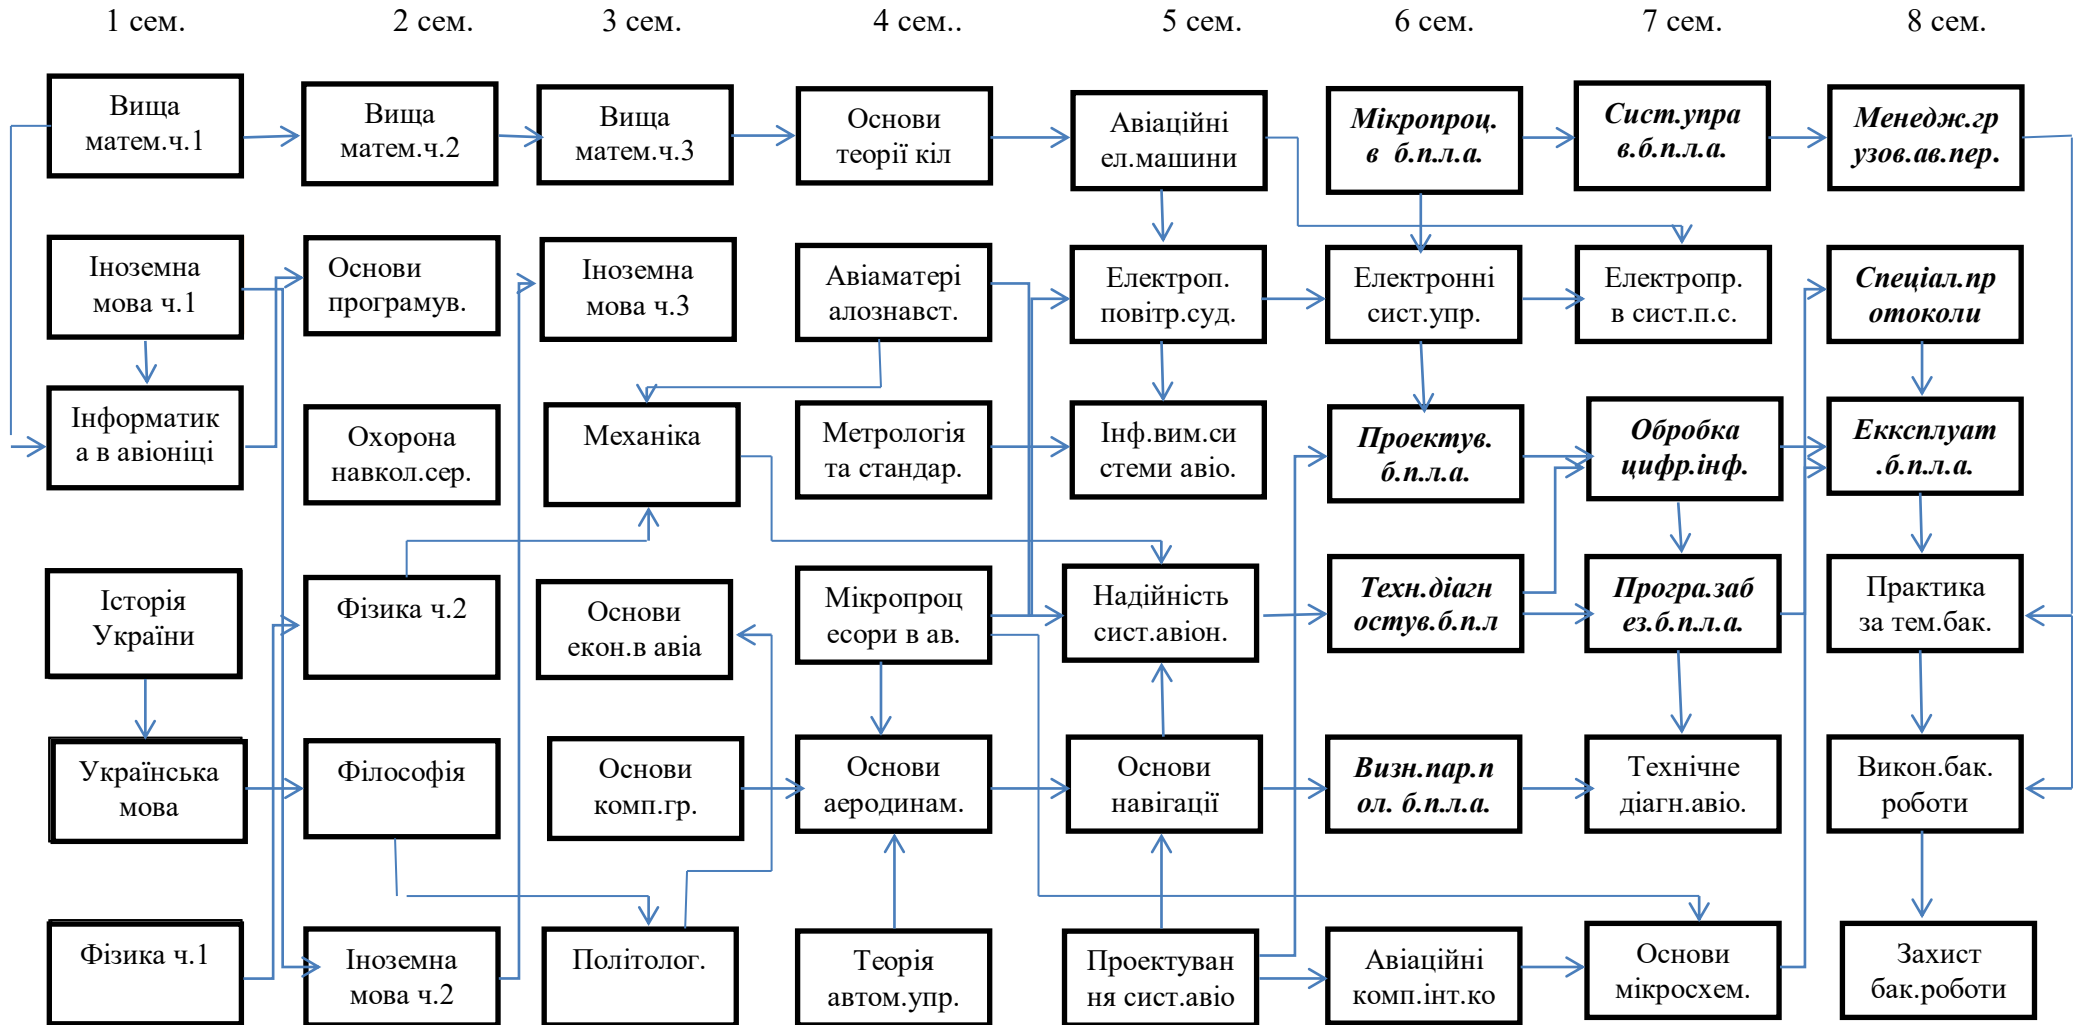 1 сем.
2 сем.
3 сем.
4 сем..
5 сем.
6 сем.
7 сем.
8 сем.
Вища
матем.ч.1
Вища
матем.ч.2
Вища
матем.ч.3
Основи
теорії кіл
Авіаційні
ел.машини
Мікропроц.
в б.п.л.а.
Сист.упра
в.б.п.л.а.
Менедж.гр
узов.ав.пер.
Іноземна
мова ч.1
Основи
програмув.
Іноземна
мова ч.3
Авіаматері
алознавст.
Електроп.
повітр.суд.
Електронні
сист.упр.
Електропр.
в сист.п.с.
Спеціал.пр
отоколи
Інформатик
а в авіоніці
Охорона
навкол.сер.
Механіка
Метрологія
та стандар.
Інф.вим.си
стеми авіо.
Проектув.
б.п.л.а.
Обробка
цифр.інф.
Екксплуат
.б.п.л.а.
Історія
України
Фізика ч.2
Основи
екон.в авіа
Мікропроц
есори в ав.
Надійність
сист.авіон.
Техн.діагн
остув.б.п.л
Програ.заб
ез.б.п.л.а.
Практика
за тем.бак.
Українська
мова
Філософія
Основи
комп.гр.
Основи
аеродинам.
Основи
навігації
Визн.пар.п
ол. б.п.л.а.
Технічне
діагн.авіо.
Викон.бак.
роботи
Фізика ч.1
Іноземна
мова ч.2
Політолог.
Теорія
автом.упр.
Проектуван
ня сист.авіо
Авіаційні
комп.інт.ко
Основи
мікросхем.
Захист
бак.роботи